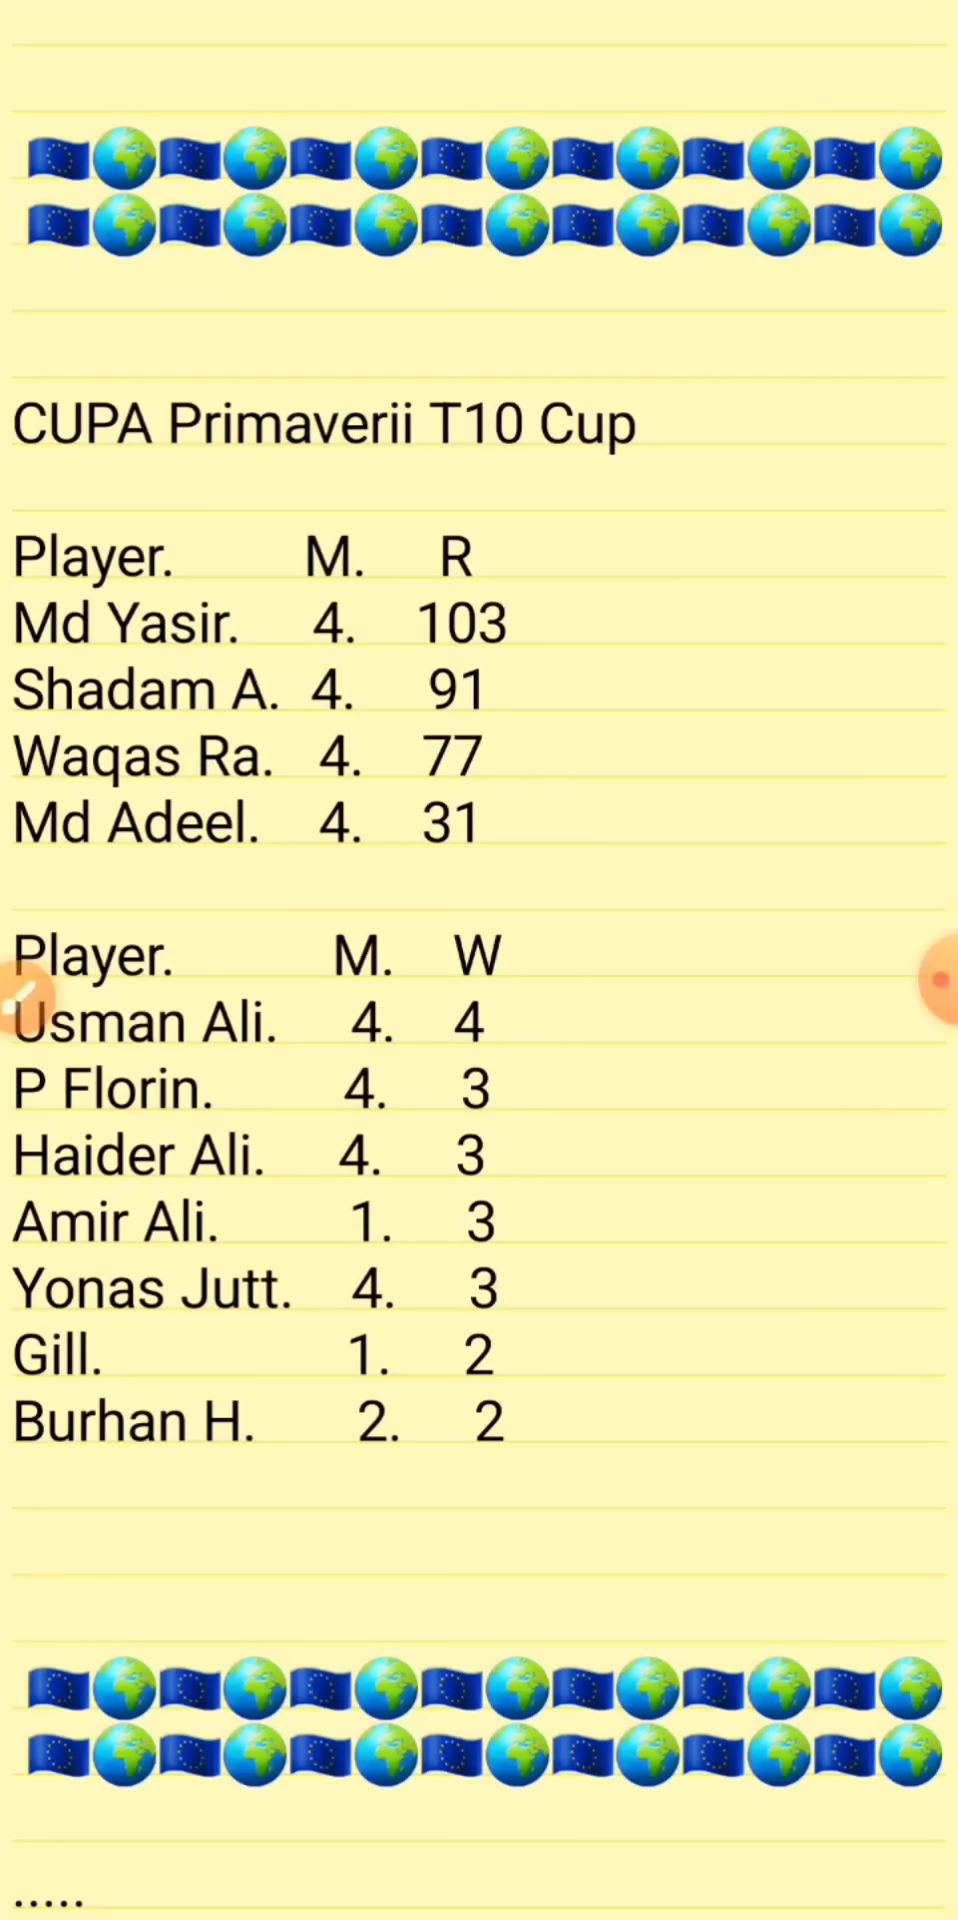 CUPA Primaverii T10 Cup
Player. M. R
Md Yasir. 4. 103
Shadam A. 4. 91
Waqas Ra. 4. 77
Md Adeel. 4. 31
Player. M. W
Usman Ali. 4. 4
P Florin. 4. 3
Haider Ali. 4. 3
Amir Ali. 1. 3
Yonas Jutt. 4. 3
Gill. 1. 2
Burhan H. 2. 2
.....